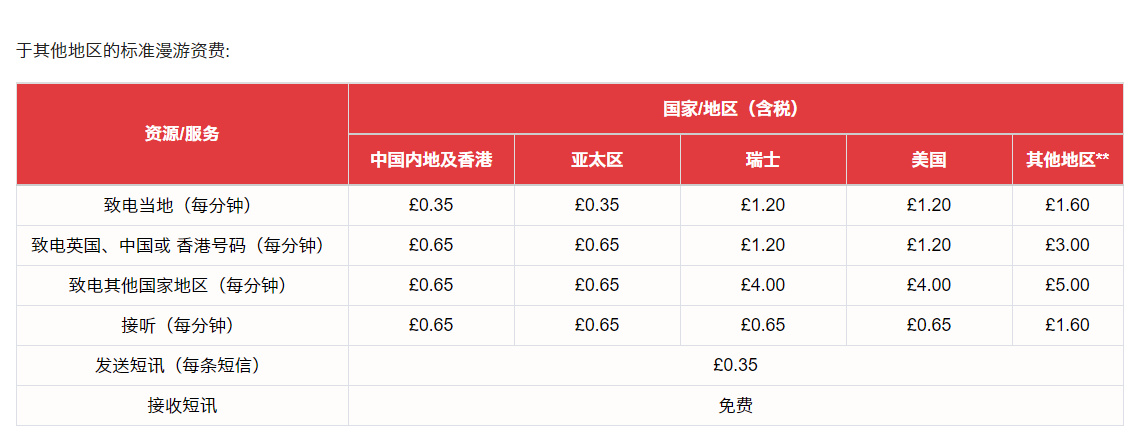 于其他地区的标准漫游资费:
资源/服务
国家/地区（含税）
中国内地及香港 亚太区 瑞士 美国 其他地区**
致电当地（每分钟） £0.35 £0.35 £1.20 £1.20 £1.60
致电英国、中国或 香港号码（每分钟） £0.65 £0.65 £1.20 £1.20 £3.00
致电其他国家地区（每分钟） £0.65 £0.65 £4.00 £4.00 £5.00
接听（每分钟） £0.65 £0.65 £0.65 £0.65 £1.60
发送短讯（每条短信） £0.35
接收短讯 免费